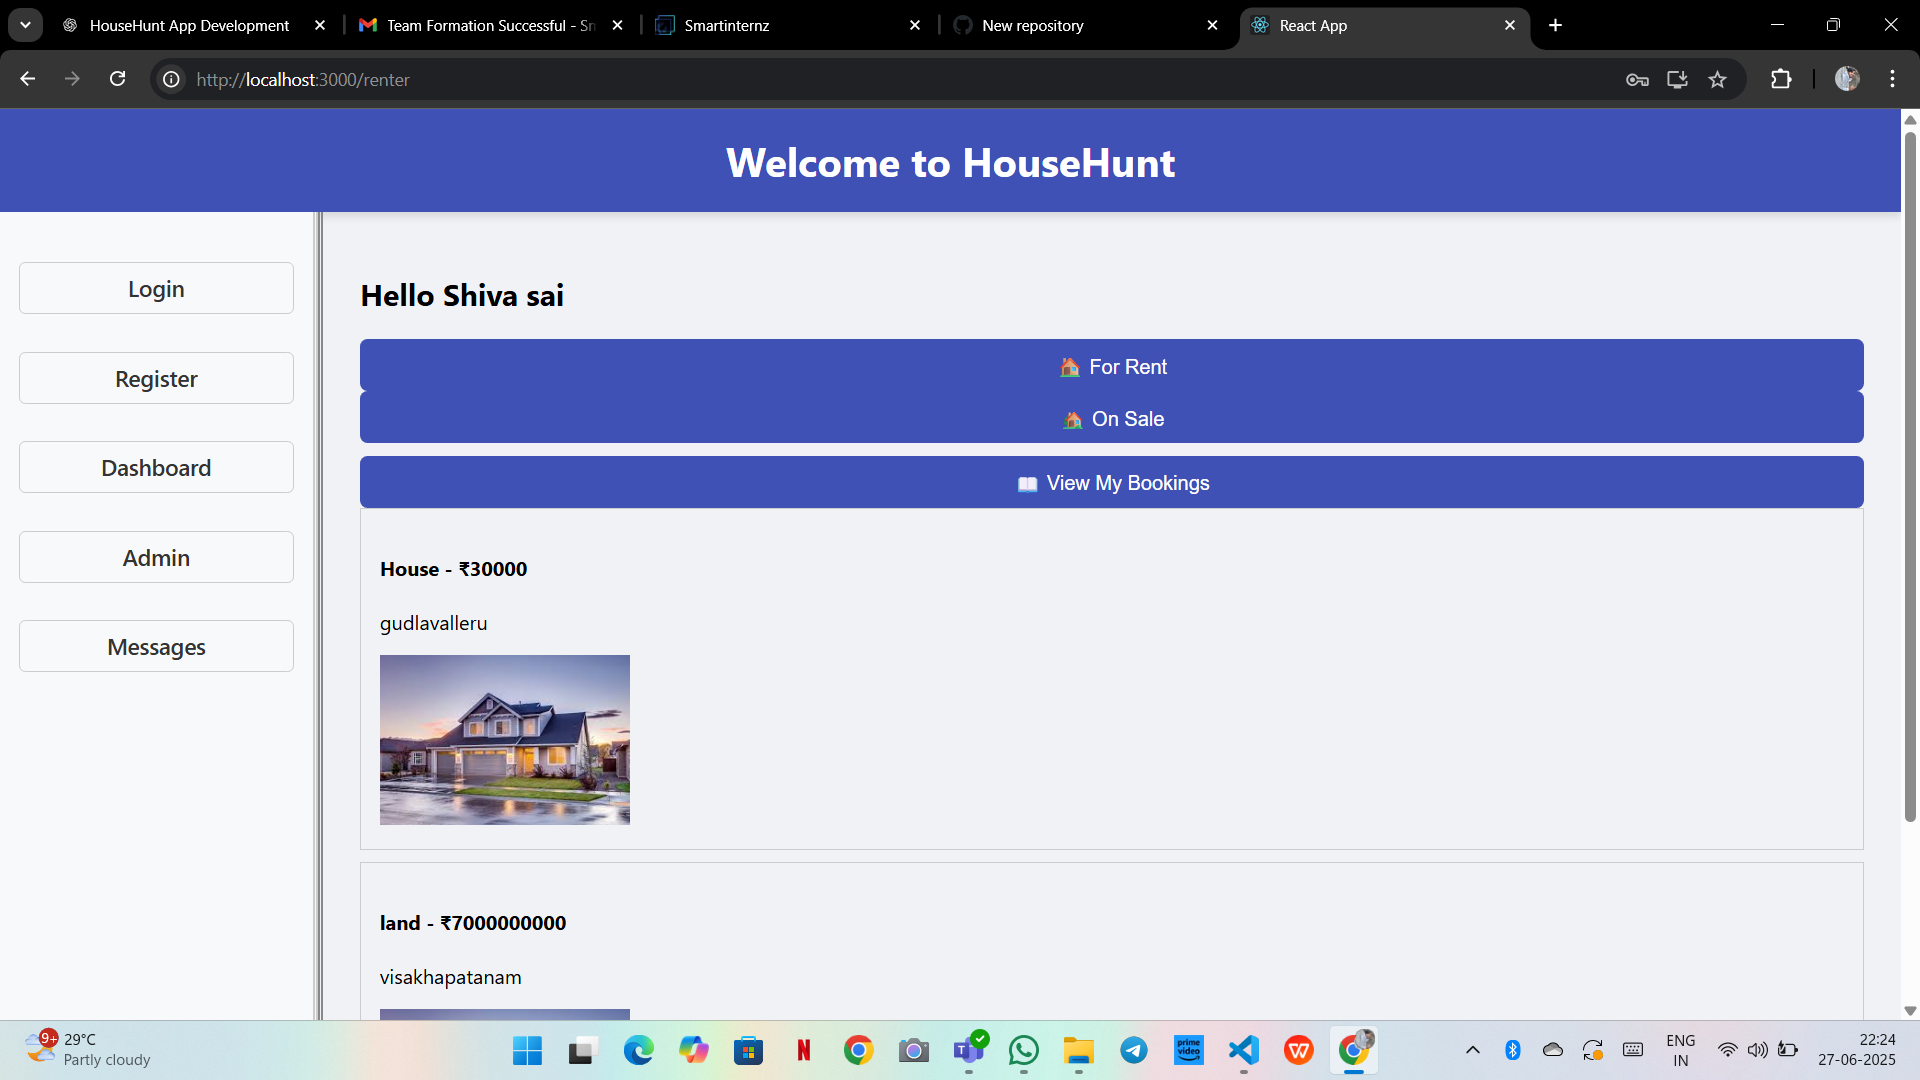 HouseHunt App Development
Team Formation Successful - Sn
Smartinternz
New repository
React App
http://localhost:3000/renter
Welcome to HouseHunt
Login
Register
Dashboard
Admin
Messages
Hello Shiva sai
For Rent
On Sale
View My Bookings
House - ₹30000
gudlavalleru
land - ₹7000000000
visakhapatanam
9+
29°C
Partly cloudy
prime video
ENG
IN
22:24
27-06-2025